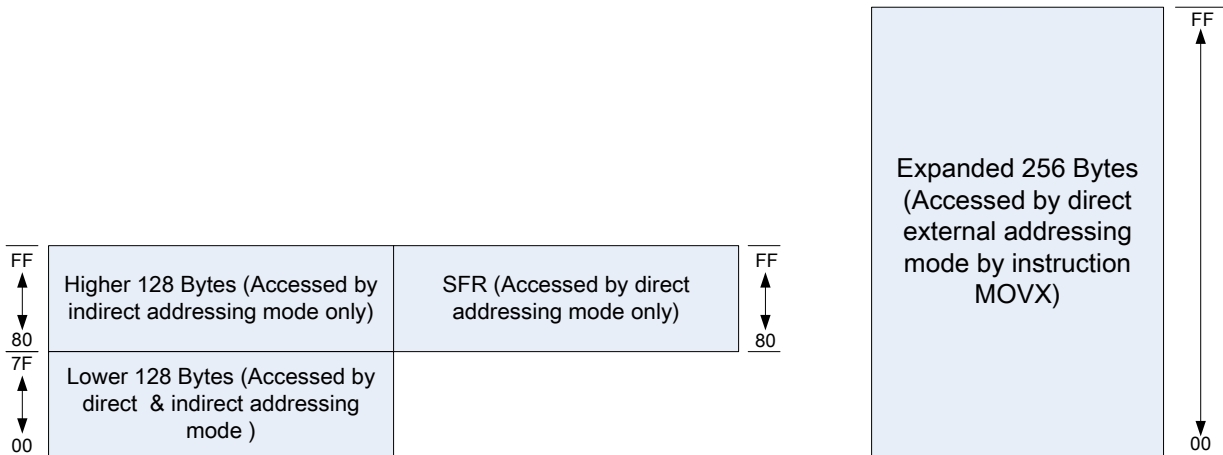 FF
80
7F
00
Higher 128 Bytes (Accessed by
indirect addressing mode only)
SFR (Accessed by direct
addressing mode only)
FF
80
Lower 128 Bytes (Accessed by
direct & indirect addressing
mode )
Expanded 256 Bytes
(Accessed by direct
external addressing
mode by instruction
MOVX)
FF
00